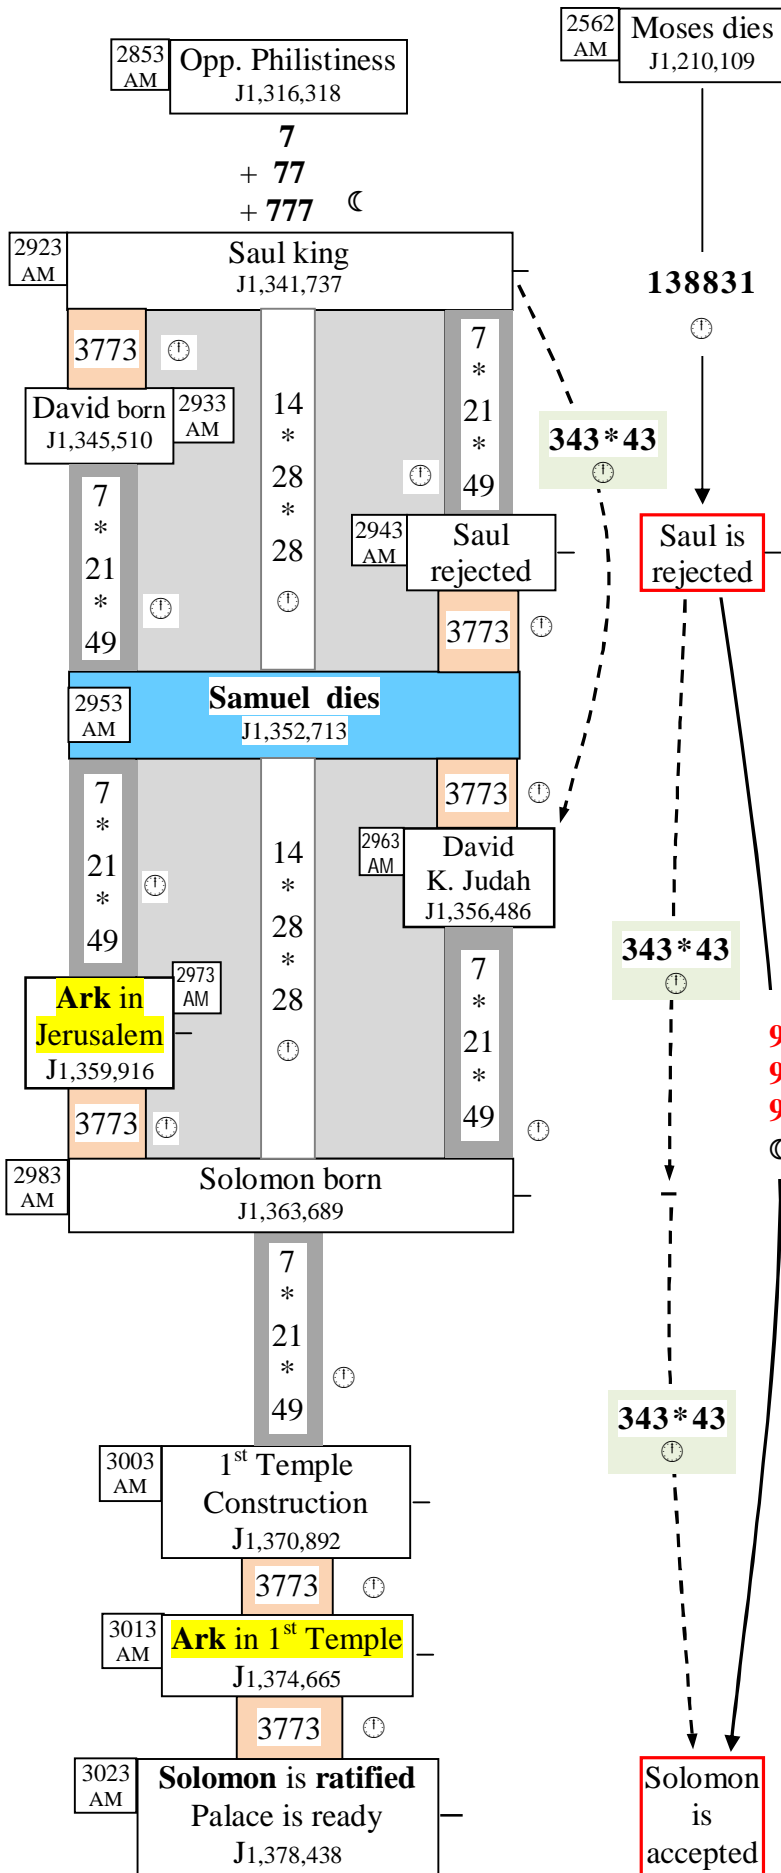 2853
AM
Opp. Philistiness
J1,316,318
2562
AM
Moses dies
J1,210,109
7
+ 77
+ 777 ☾
2923
AM
Saul king
J1,341,737
138831
3773
7
*
21
*
49
14
*
28
*
28
David born
J1,345,510
2933
AM
343*43
7
*
21
*
49
2943
AM
Saul
rejected
Saul is
rejected
3773
2953
AM
Samuel dies
J1,352,713
7
*
21
*
49
14
*
28
*
28
3773
2963
AM
David
K. Judah
J1,356,486
343*43
Ark in
Jerusalem
J1,359,916
2973
AM
7
*
21
*
49
9
9
9
☾
3773
2983
AM
Solomon born
J1,363,689
7
*
21
*
49
343*43
3003
AM
1st Temple
Construction
J1,370,892
3773
3013
AM
Ark in 1st Temple
J1,374,665
3773
3023
AM
Solomon is ratified
Palace is ready
J1,378,438
Solomon
is
accepted